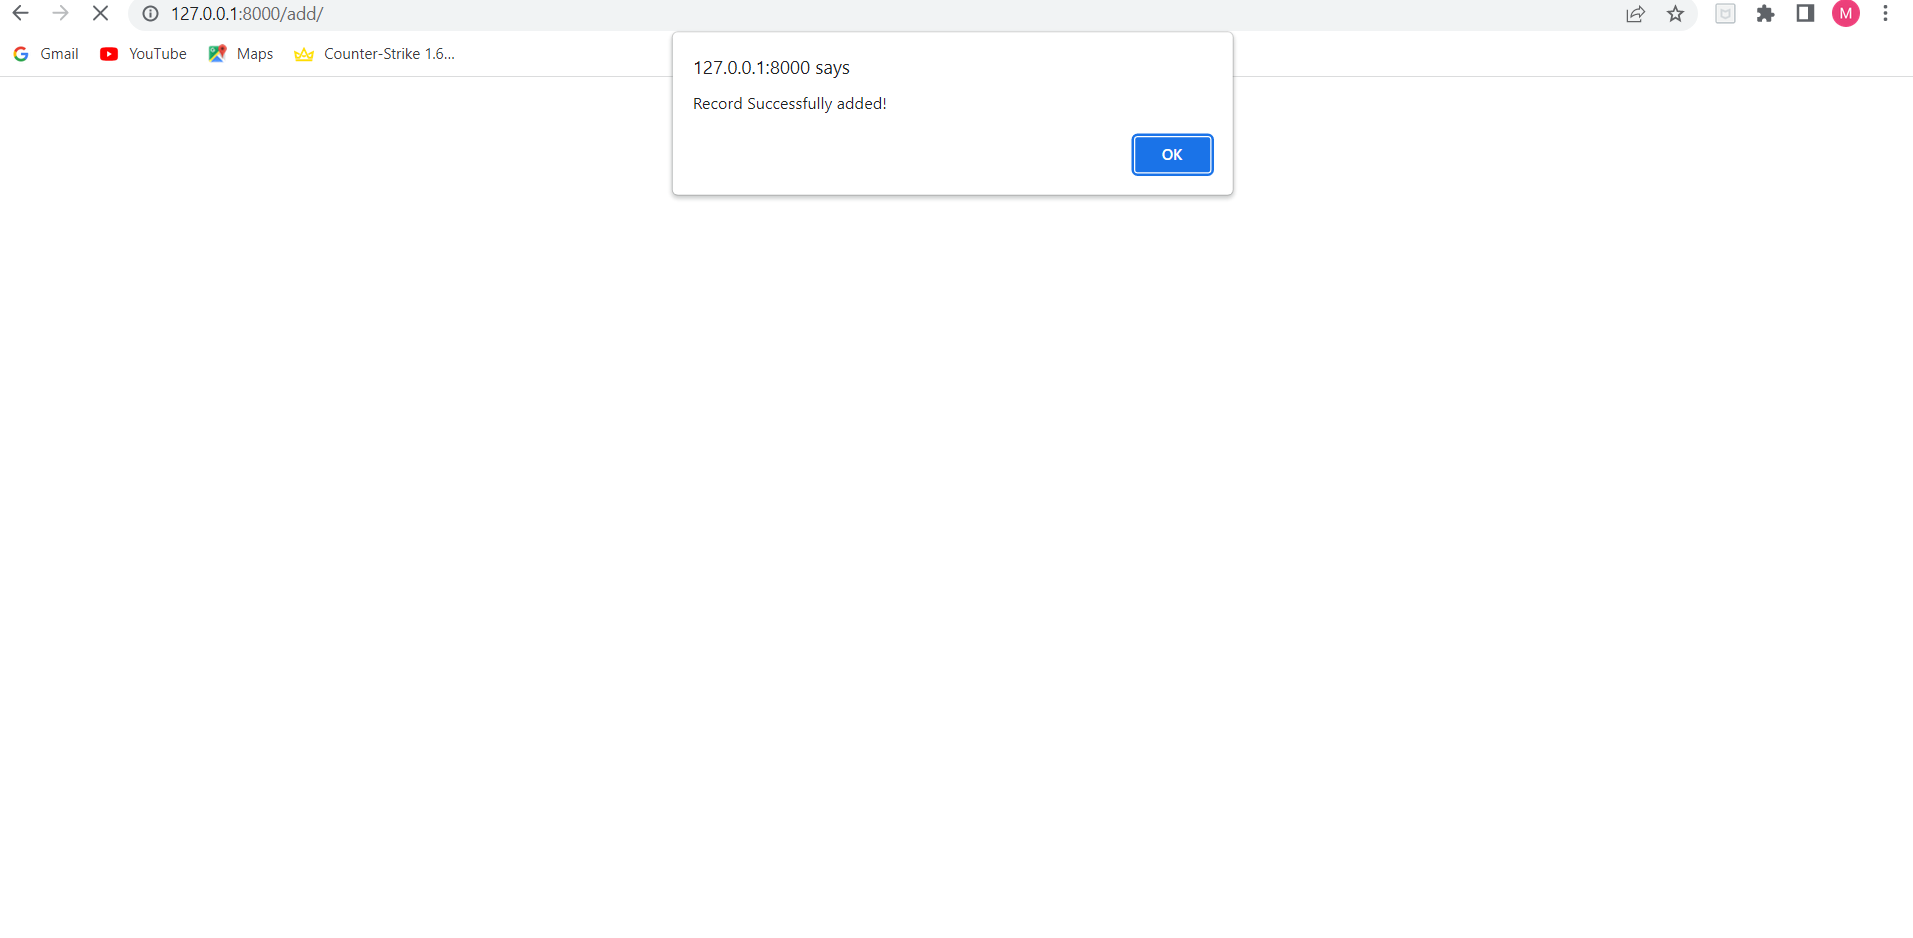 127.0.0.1:8000/add/
M
Gmail YouTube Maps Counter-Strike 1.6...
127.0.0.1:8000 says
Record Successfully added!
OK